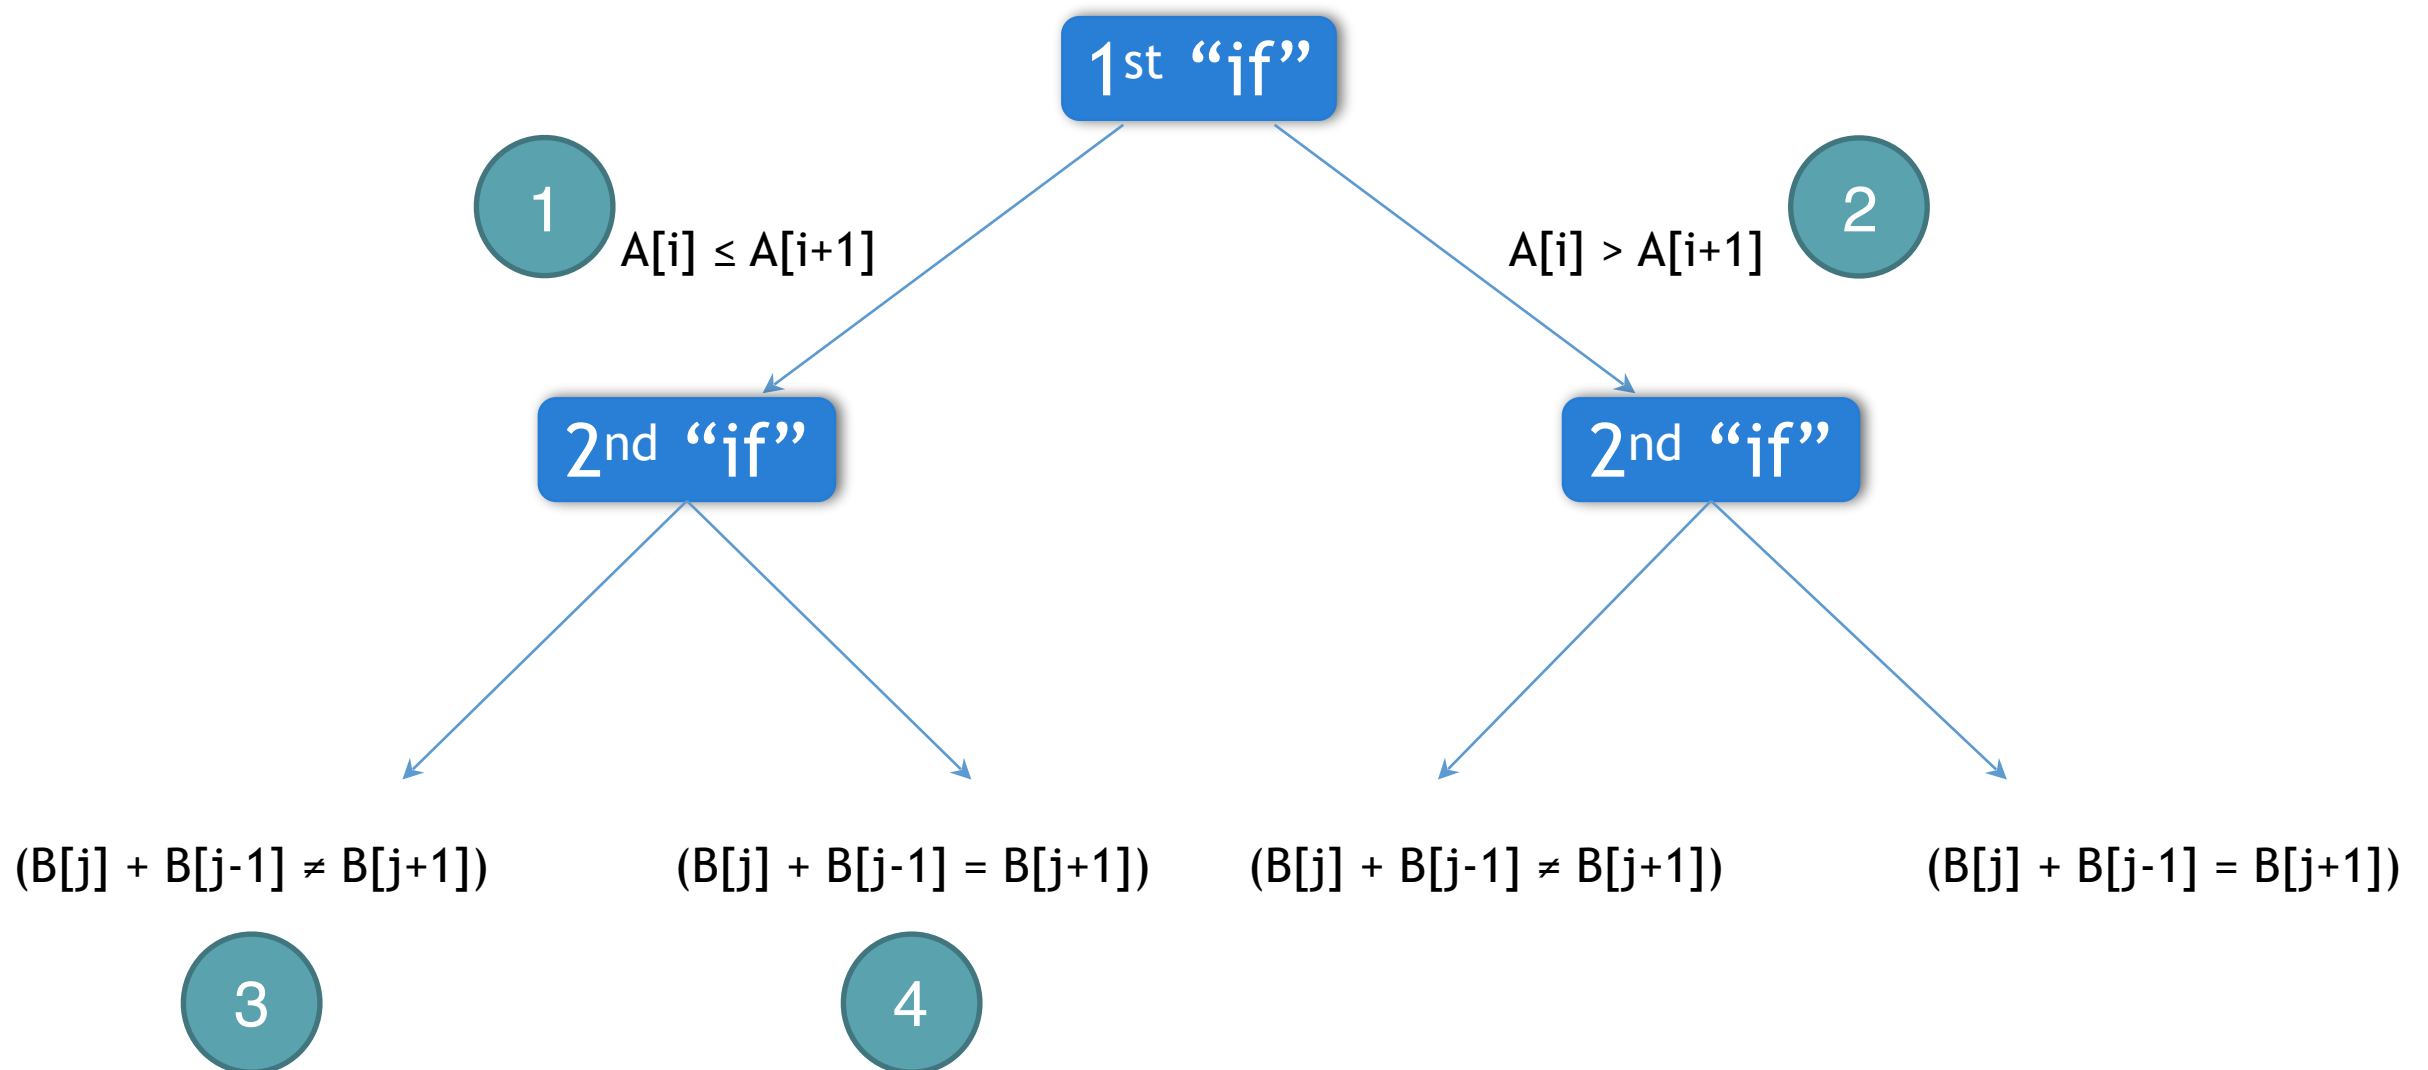 1st “if”
1
2
A[i] ≤ A[i+1]
A[i] > A[i+1]
2nd “if”
2nd “if”
(B[j] + B[j-1] ≠ B[j+1])
(B[j] + B[j-1] = B[j+1])
(B[j] + B[j-1] ≠ B[j+1])
(B[j] + B[j-1] = B[j+1])
3
4